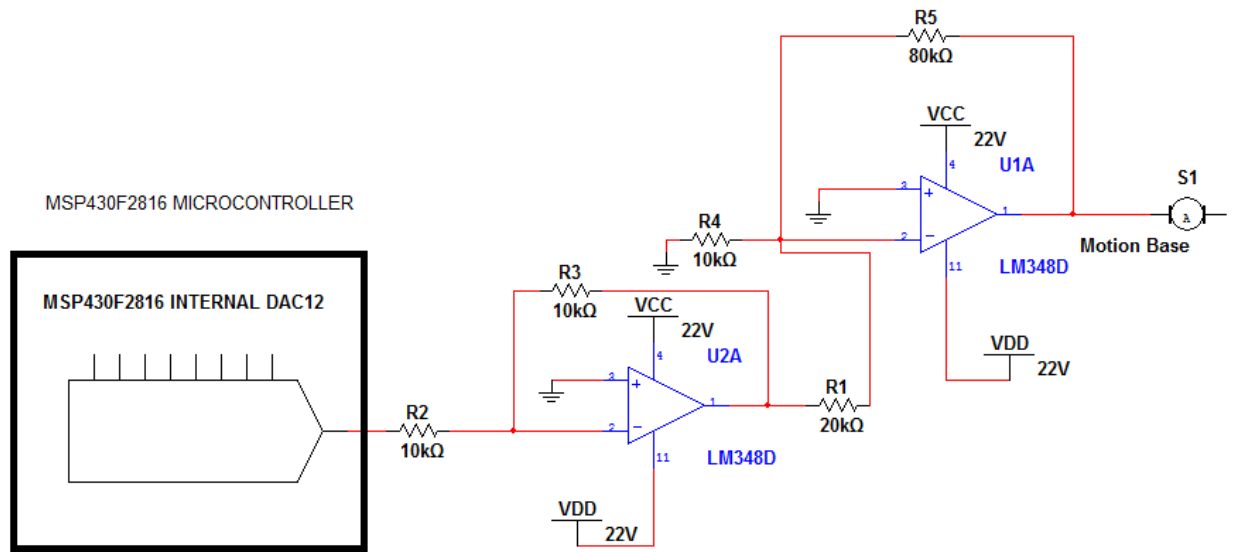 R5
80kΩ
VCC
22V
4
U1A
3
+
1
2
−
11
LM348D
S1
A
Motion Base
VDD
22V
MSP430F2816 MICROCONTROLLER
R4
10kΩ
MSP430F2816 INTERNAL DAC12
R3
10kΩ
VCC
22V
4
U2A
3
+
1
2
−
11
LM348D
R1
20kΩ
R2
10kΩ
VDD
22V